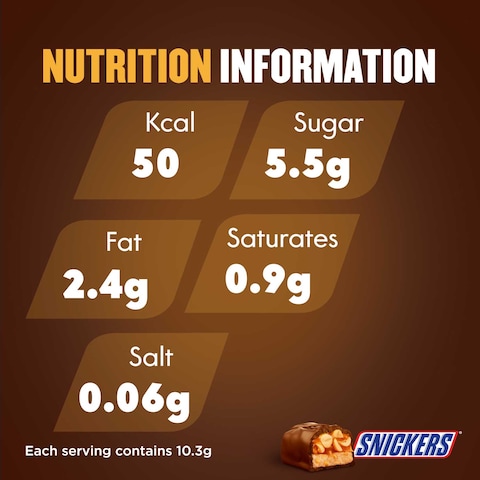 NUTRITION INFORMATION
Kcal
50
Sugar
5.5g
Fat
2.4g
Saturates
0.9g
Salt
0.06g
Each serving contains 10.3g
SNICKERS